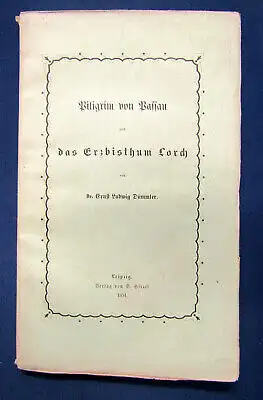 Piligrim von Passau
und
das Erzbisthum Lorch
von
Dr. Ernst Ludwig Dümmler.
Leipzig.
Verlag von S. Hirzel
1854.